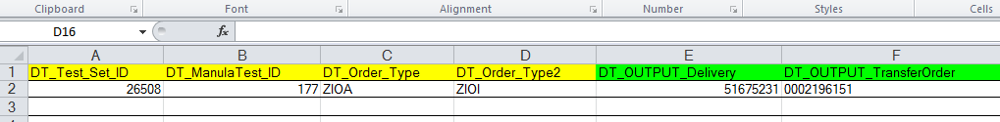 Clipboard Font Alignment Number Styles Cells
D16 fx
A B C D E F
1 DT_Test_Set_ID DT_ManulaTest_ID DT_Order_Type DT_Order_Type2 DT_OUTPUT_Delivery DT_OUTPUT_TransferOrder
2 26508 177 ZIOA ZIOI 51675231 0002196151
3